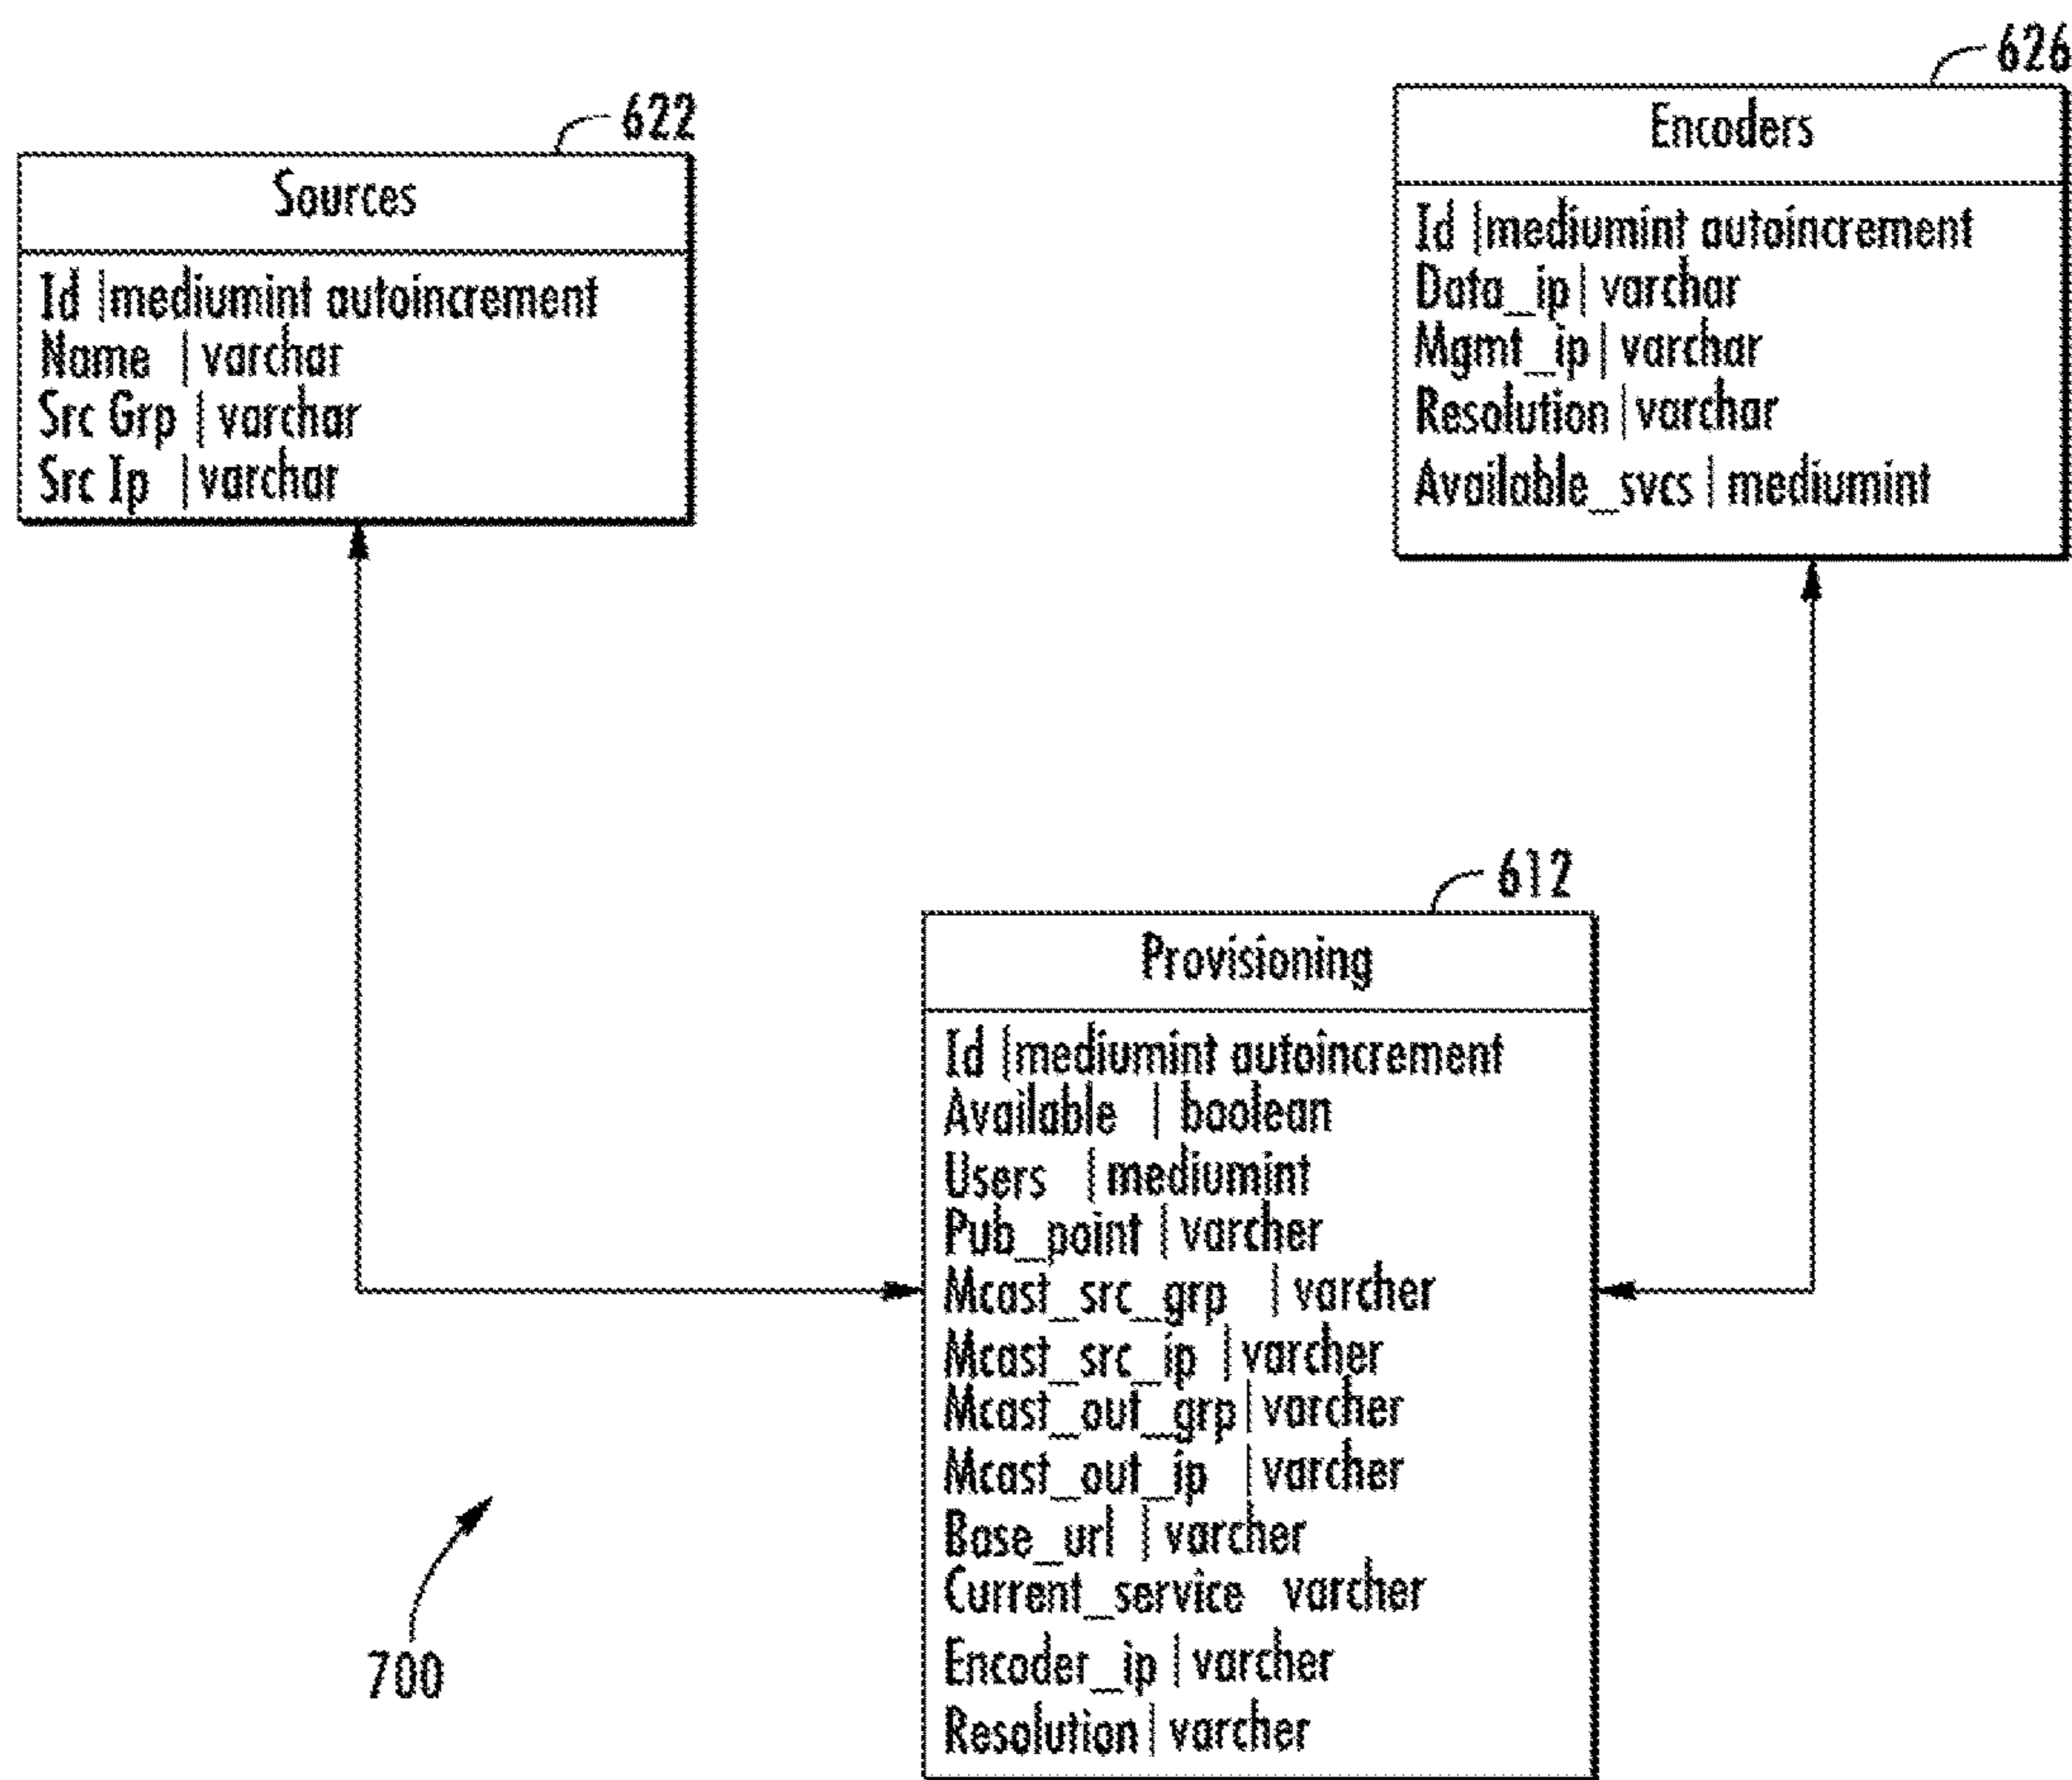 622
Sources
Id |mediumint autoincrement
Name | varchar
Src Grp | varchar
Src Ip | varchar
626
Encoders
Id |mediumint autoincrement
Data_ip| varchar
Mgmt_ip| varchar
Resolution|varchar
Available_svcs | mediumint
612
Provisioning
Id |mediumint autoincrement
Available | boolean
Users | mediumint
Pub_point | varcher
Mcast_src_grp | varcher
Mcast_src_ip |varcher
Mcast_out_grp|varcher
Mcast_out_ip |varcher
Base_url | varcher
Current_service varcher
Encoder_ip | varcher
Resolution| varcher
700